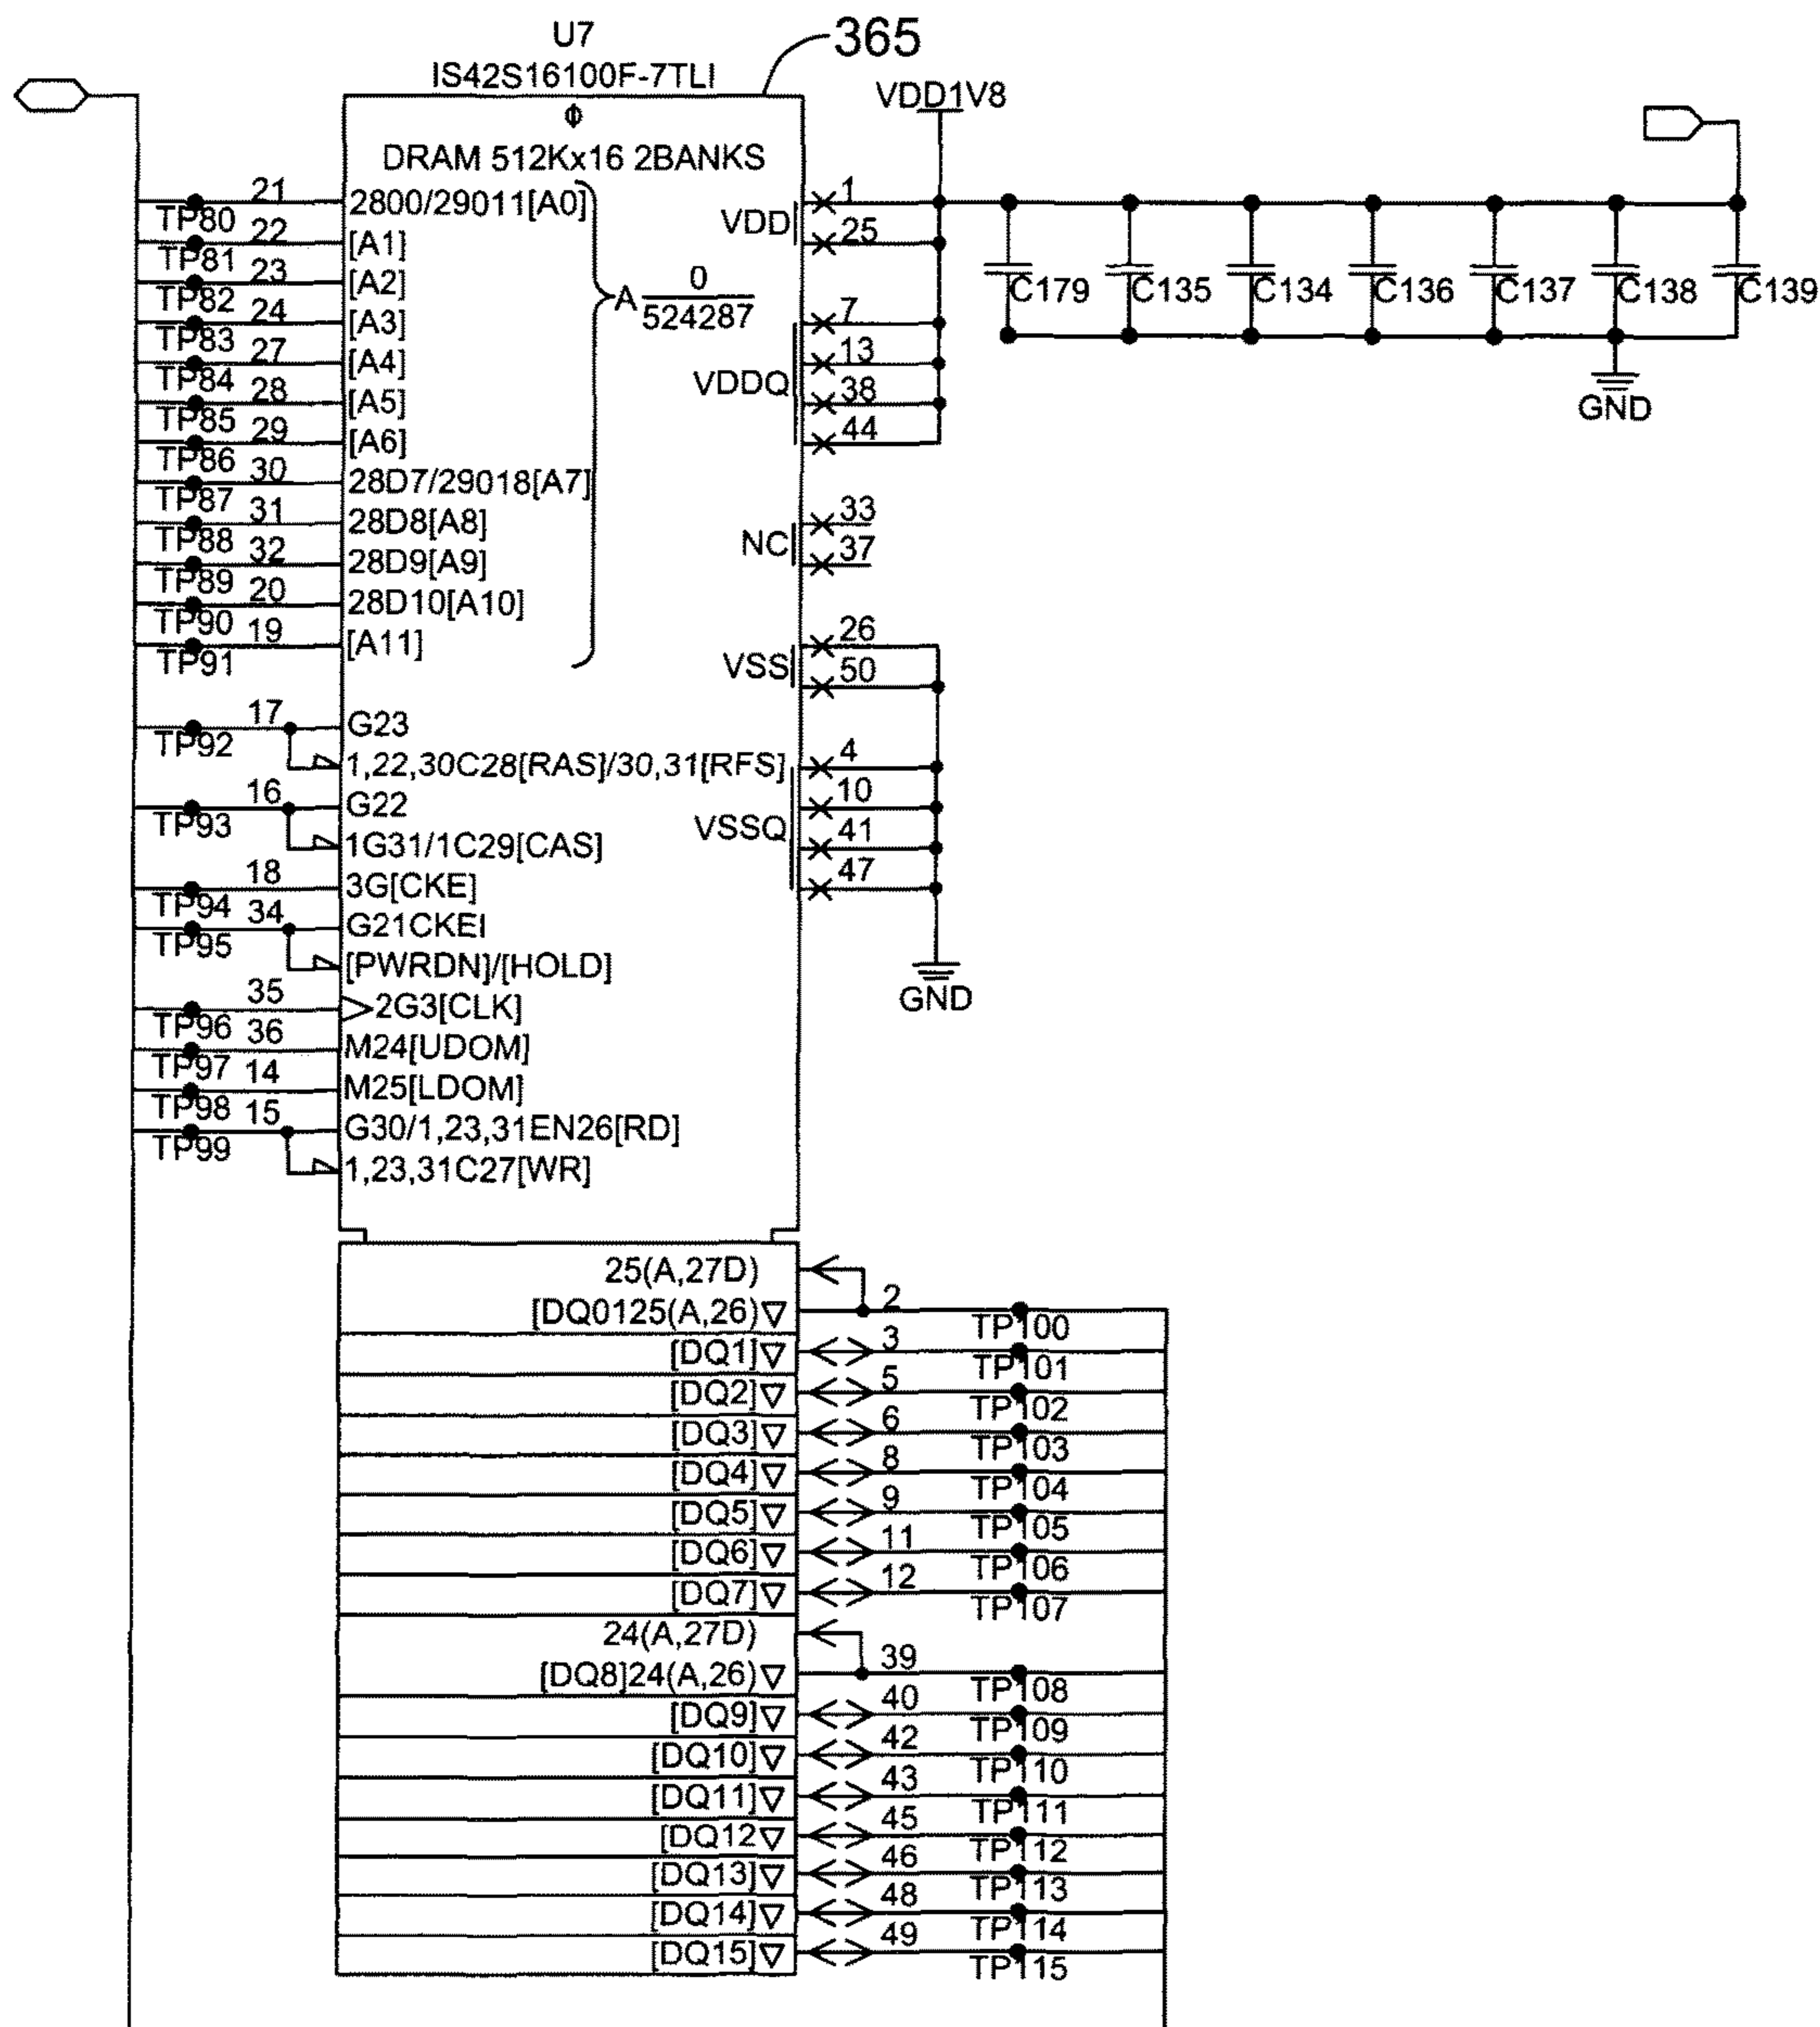 U7
365
IS42S16100F-7TLI
VDD1V8
Φ
DRAM 512Kx16 2BANKS
21
2800/29011[A0]
TP80
22
[A1]
TP81
23
[A2]
TP82
24
[A3]
TP83
27
[A4]
TP84
28
[A5]
TP85
29
[A6]
TP86
30
28D7/29018[A7]
TP87
31
28D8[A8]
TP88
32
28D9[A9]
TP89
20
28D10[A10]
TP90
19
[A11]
TP91
A 0
524287
17
G23
TP92
1,22,30C28[RAS]/30,31[RFS]
16
G22
TP93
1G31/1C29[CAS]
18
3G[CKE]
TP94
34
G21CKEI
TP95
[PWRDN]/[HOLD]
35
2G3[CLK]
TP96
36
M24[UDOM]
TP97
14
M25[LDOM]
TP98
15
G30/1,23,31EN26[RD]
TP99
1,23,31C27[WR]
VDD
1
25
VDDQ
7
13
38
44
NC
33
37
VSS
26
50
VSSQ
4
10
41
47
GND
C179
C135
C134
C136
C137
C138
C139
GND
25(A,27D)
[DQ0125(A,26)
2
TP100
[DQ1]
3
TP101
[DQ2]
5
TP102
[DQ3]
6
TP103
[DQ4]
8
TP104
[DQ5]
9
TP105
[DQ6]
11
TP106
[DQ7]
12
TP107
24(A,27D)
[DQ8]24(A,26)
39
TP108
[DQ9]
40
TP109
[DQ10]
42
TP110
[DQ11]
43
TP111
[DQ12
45
TP112
[DQ13]
46
TP113
[DQ14]
48
TP114
[DQ15]
49
TP115